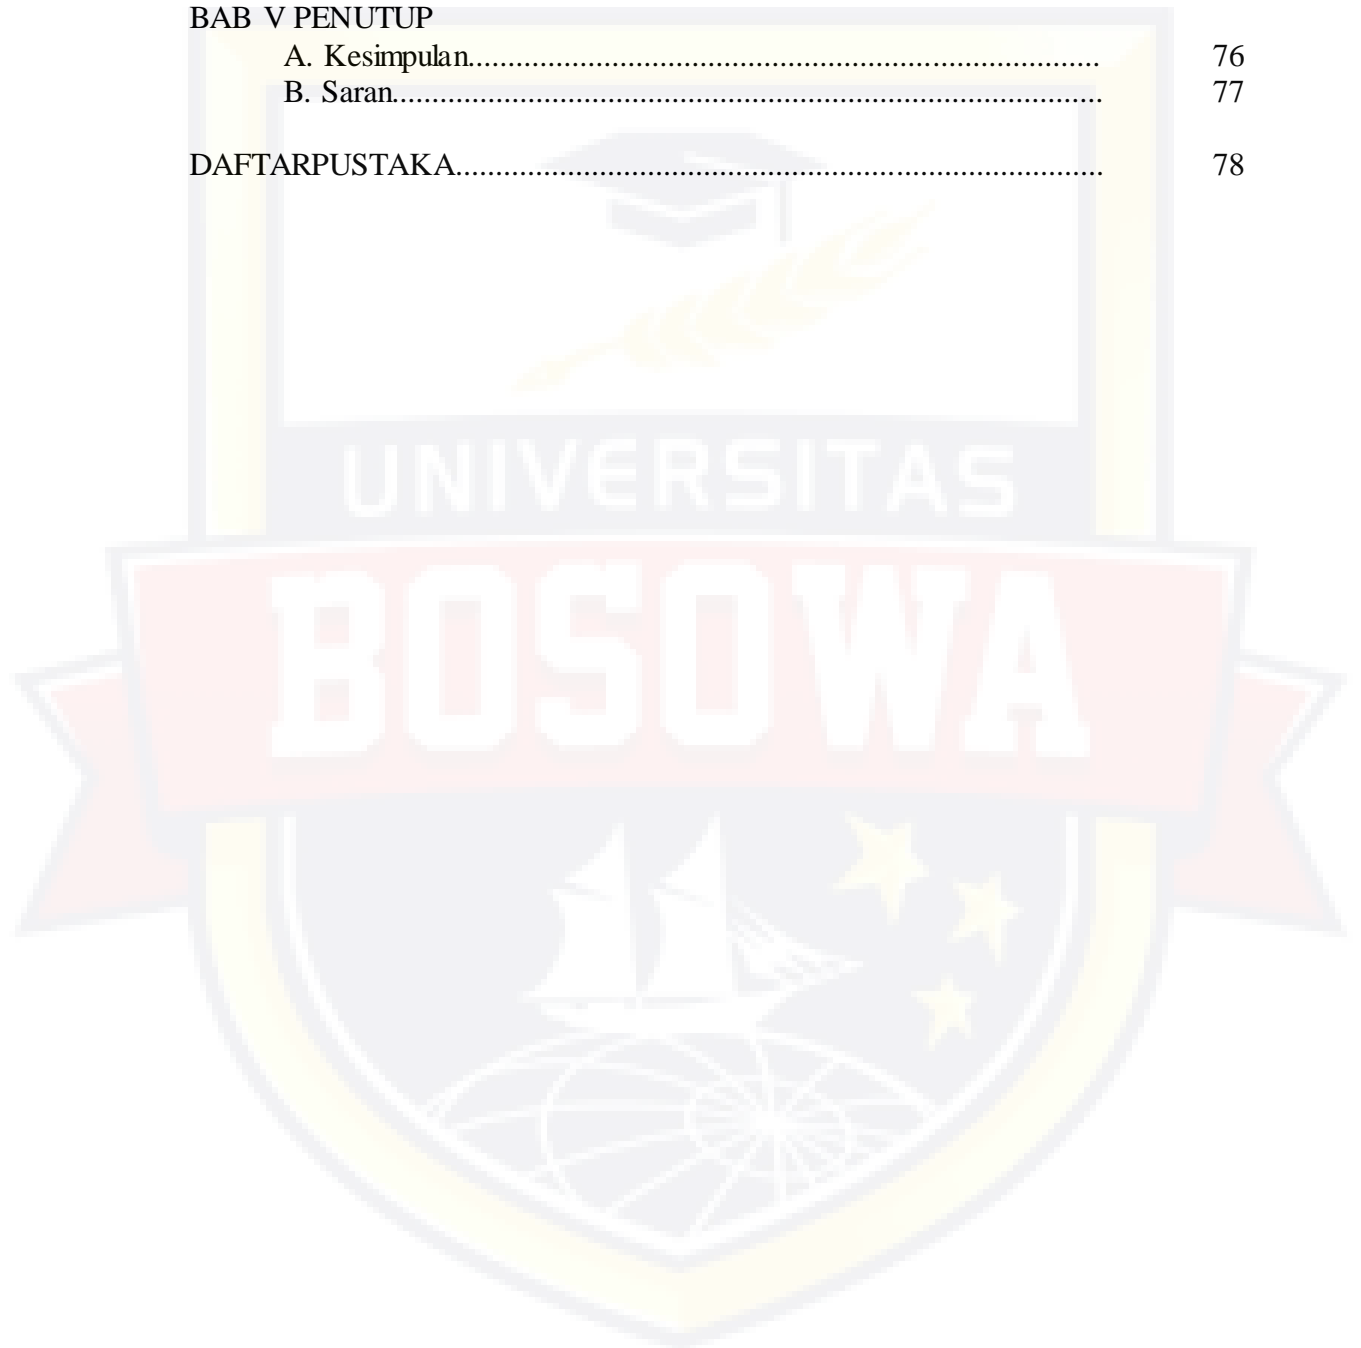 BAB V PENUTUP
A. Kesimpulan................................................................................ 76
B. Saran.......................................................................................... 77
DAFTARPUSTAKA.................................................................................. 78
UNIVERSITAS
BOSOWA